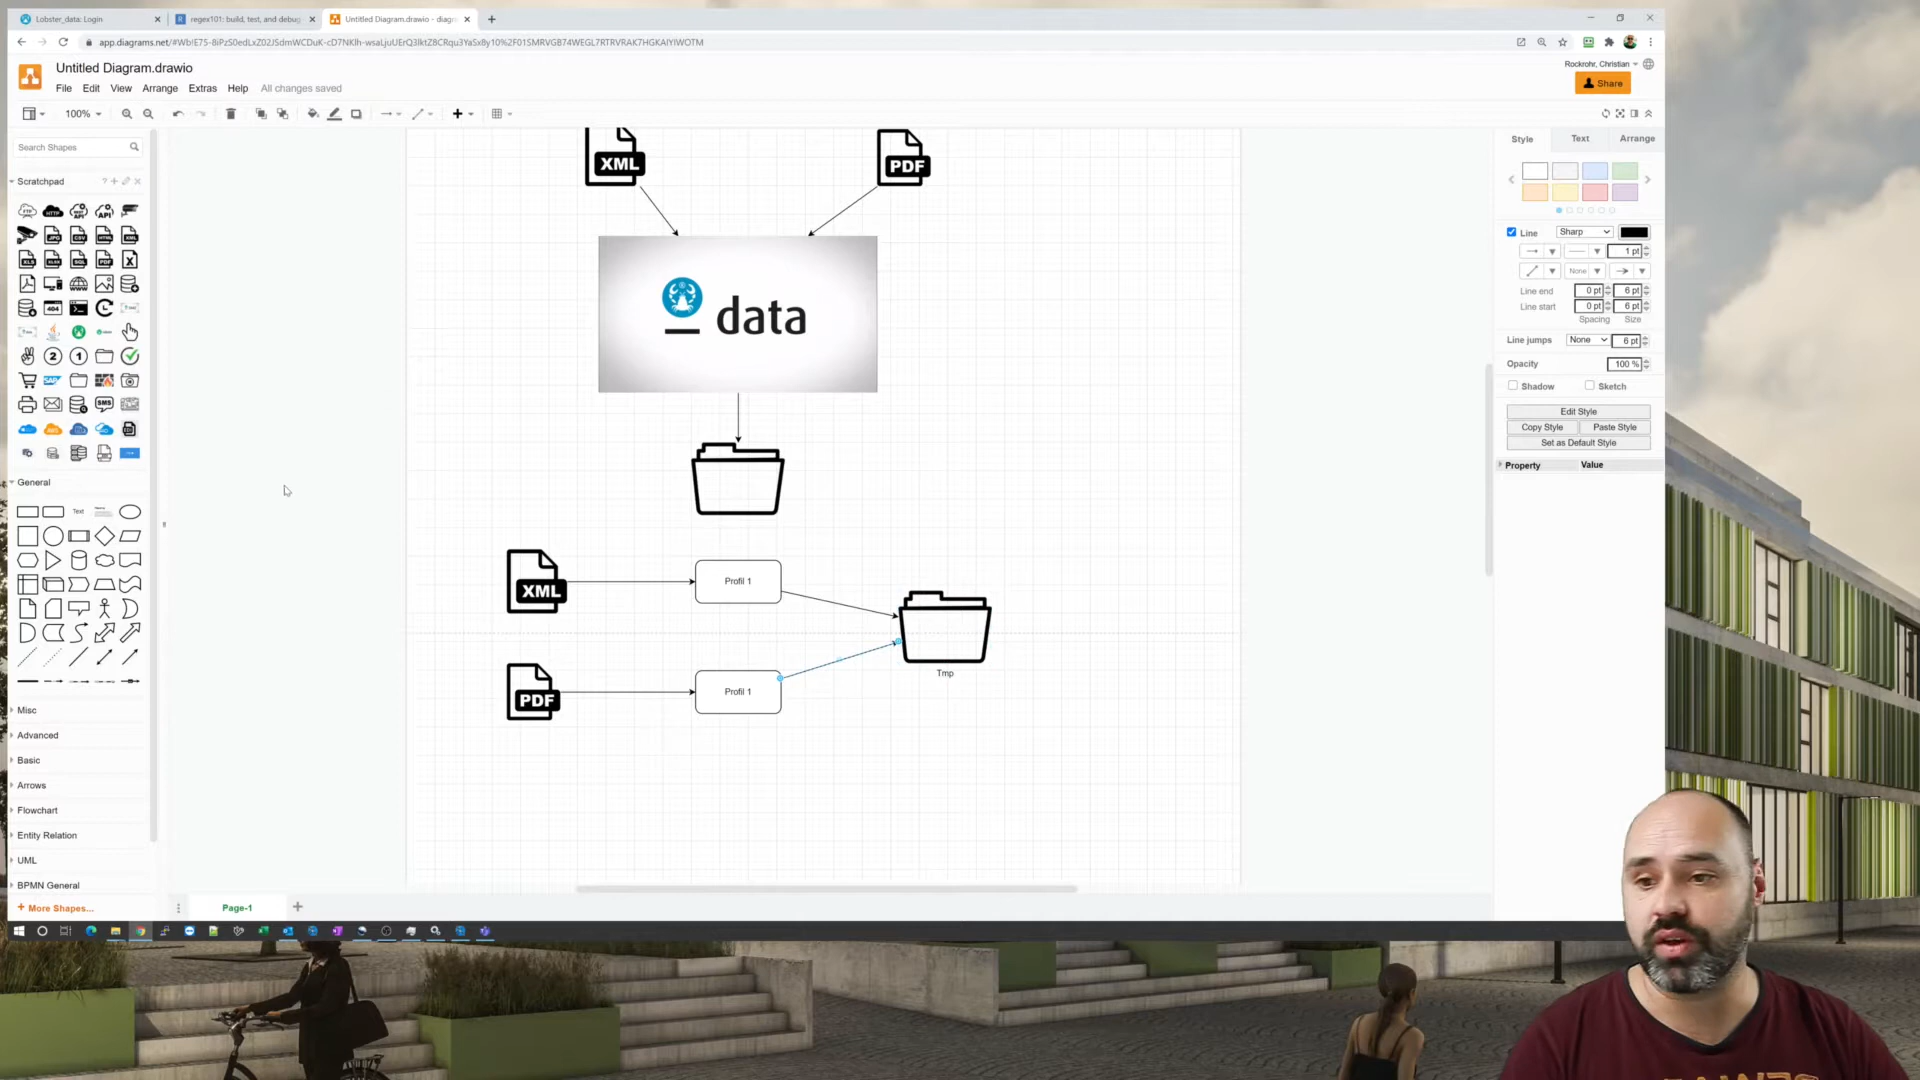 Lobster_data: Login
regex101: build, test, and debug
Untitled Diagram.drawio - diagr
Untitled Diagram.drawio
File Edit View Arrange Extras Help All changes saved
Rockrohr, Christian
Share
100%
Search Shapes
Scratchpad
General
Text
Misc
Advanced
Basic
Arrows
Flowchart
Entity Relation
UML
BPMN General
+ More Shapes...
XML
PDF
data
XML
Profil 1
Tmp
PDF
Profil 1
Page-1
Style Text Arrange
Line Sharp
1 pt
None
Line end 0 pt 6 pt
Line start 0 pt 6 pt
Spacing Size
Line jumps None 6 pt
Opacity 100 %
Shadow Sketch
Edit Style
Copy Style Paste Style
Set as Default Style
Property Value